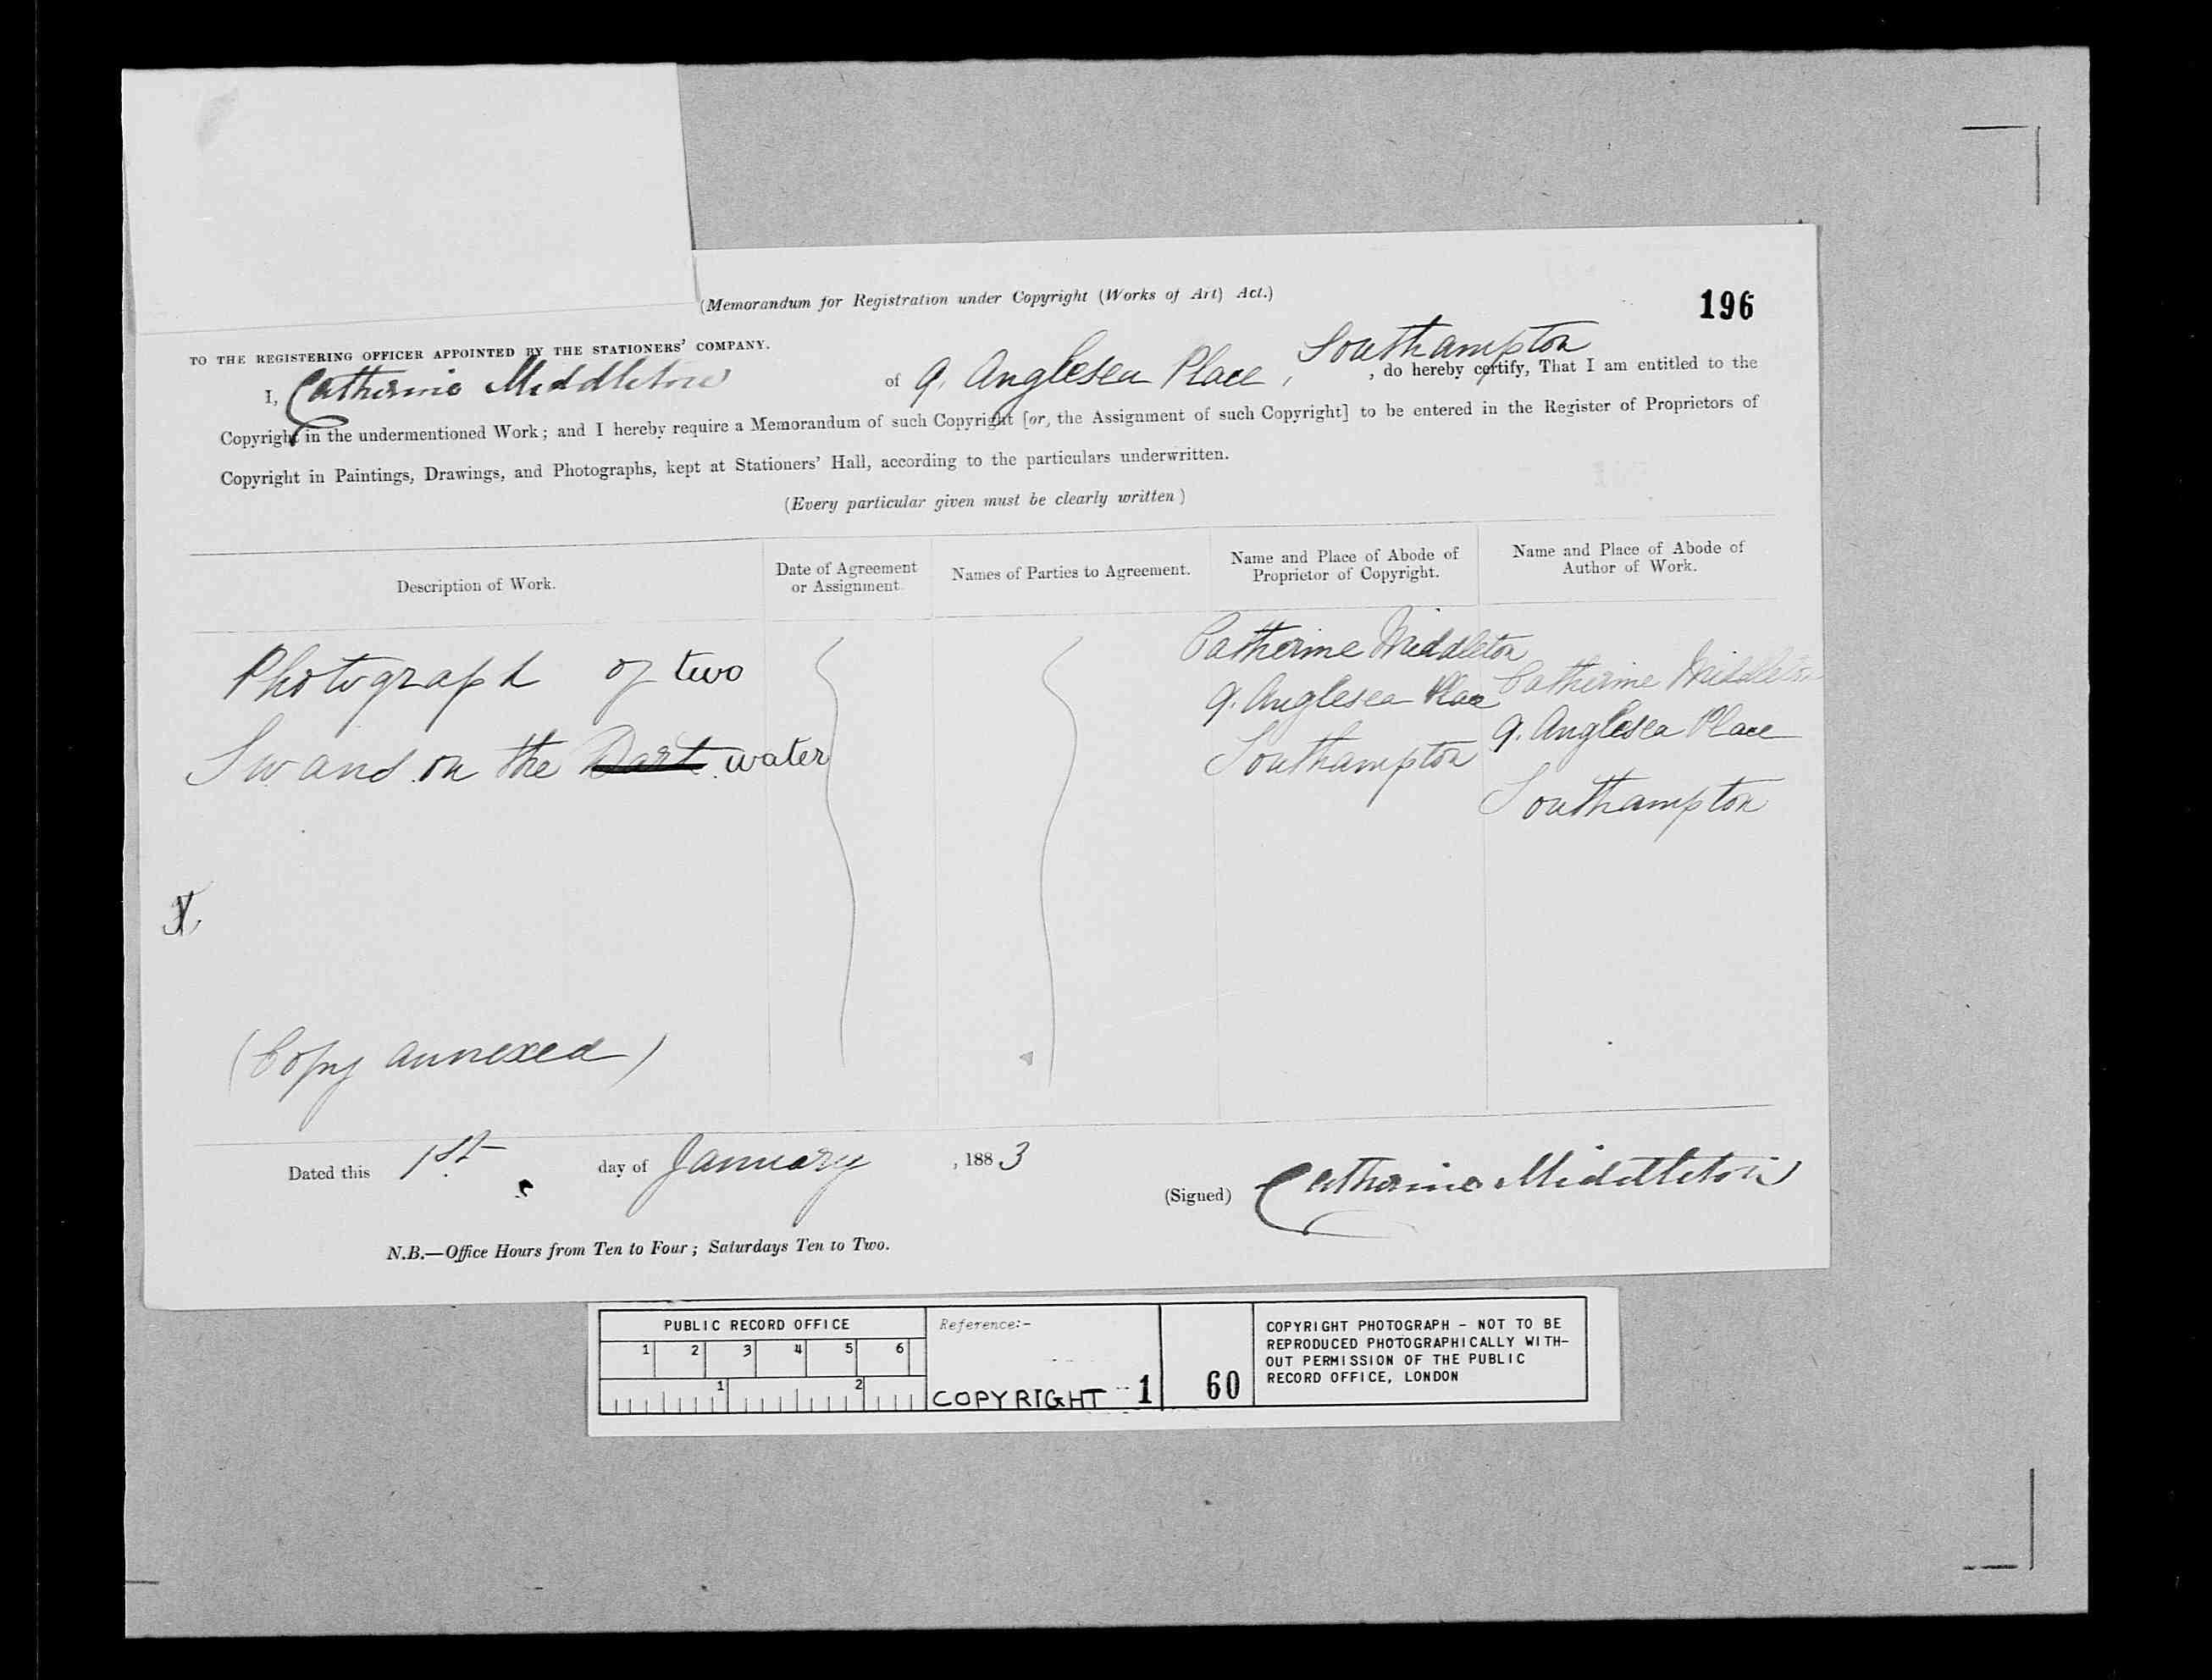 (Memorandum for Registration under Copyright (Works of Art) Act.)
196
TO THE REGISTERING OFFICER APPOINTED BY THE STATIONERS' COMPANY.
I, Catherine Middleton of 9, Anglesea Place, Southampton, do hereby certify, That I am entitled to the
Copyright in the undermentioned Work; and I hereby require a Memorandum of such Copyright [or, the Assignment of such Copyright] to be entered in the Register of Proprietors of
Copyright in Paintings, Drawings, and Photographs, kept at Stationers' Hall, according to the particulars underwritten.
(Every particular given must be clearly written)
Description of Work.
Date of Agreement
or Assignment.
Names of Parties to Agreement.
Name and Place of Abode of
Proprietor of Copyright.
Name and Place of Abode of
Author of Work.
Photograph of two
Swans on the Dart water
(Copy annexed)
Catherine Middleton
9. Anglesea Place
Southampton
Catherine Middleton
9. Anglesea Place
Southampton
Dated this 1st day of January, 1883
(Signed) Catherine Middleton
N.B.—Office Hours from Ten to Four; Saturdays Ten to Two.
PUBLIC RECORD OFFICE
1 2 3 4 5 6
1 2
Reference:-
COPYRIGHT 1
60
COPYRIGHT PHOTOGRAPH - NOT TO BE
REPRODUCED PHOTOGRAPHICALLY WITH-
OUT PERMISSION OF THE PUBLIC
RECORD OFFICE, LONDON